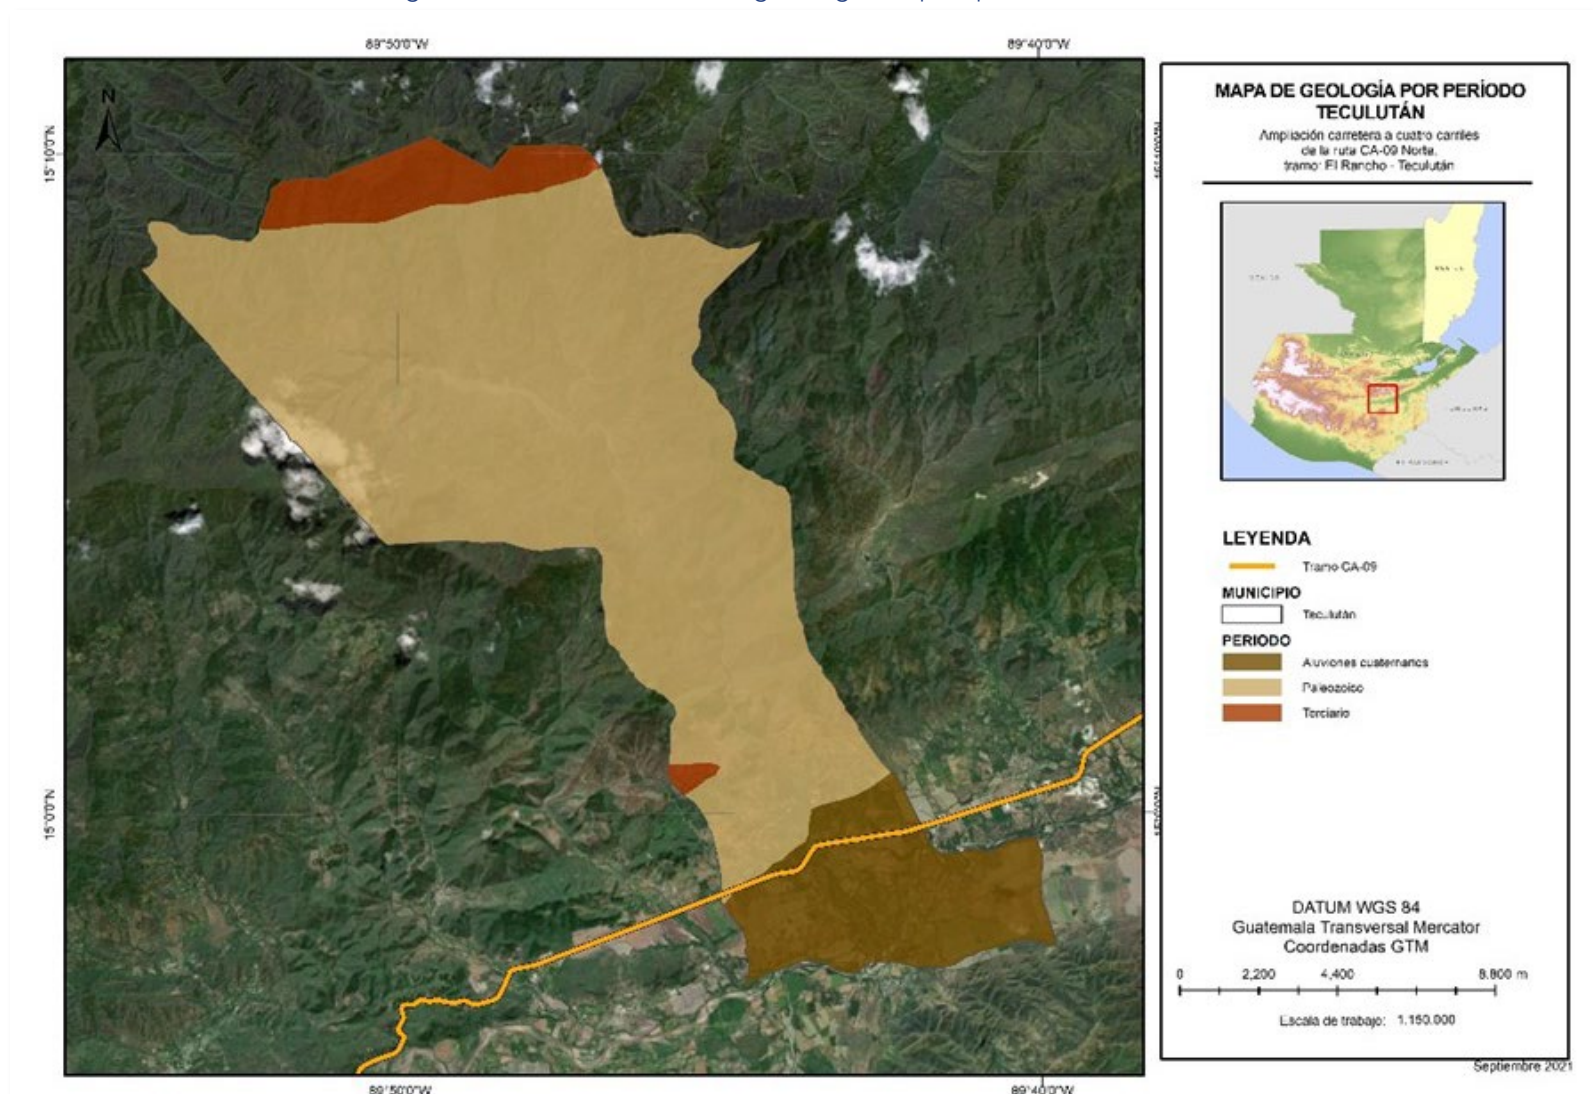 89°50'0"W
89°40'0"W
N
15°10'0"N
15°0'0"N
89°50'0"W
89°40'0"W
MAPA DE GEOLOGÍA POR PERÍODO
TECULUTÁN
Ampliación carretera a cuatro carriles
de la ruta CA-09 Norte,
tramo: El Rancho - Teculután
LEYENDA
Tramo CA-09
MUNICIPIO
Teculután
PERIODO
Aluviones cuaternarios
Paleozoico
Terciario
DATUM WGS 84
Guatemala Transversal Mercator
Coordenadas GTM
0 2,200 4,400 8,800 m
Escala de trabajo: 1.150.000
Septiembre 2021